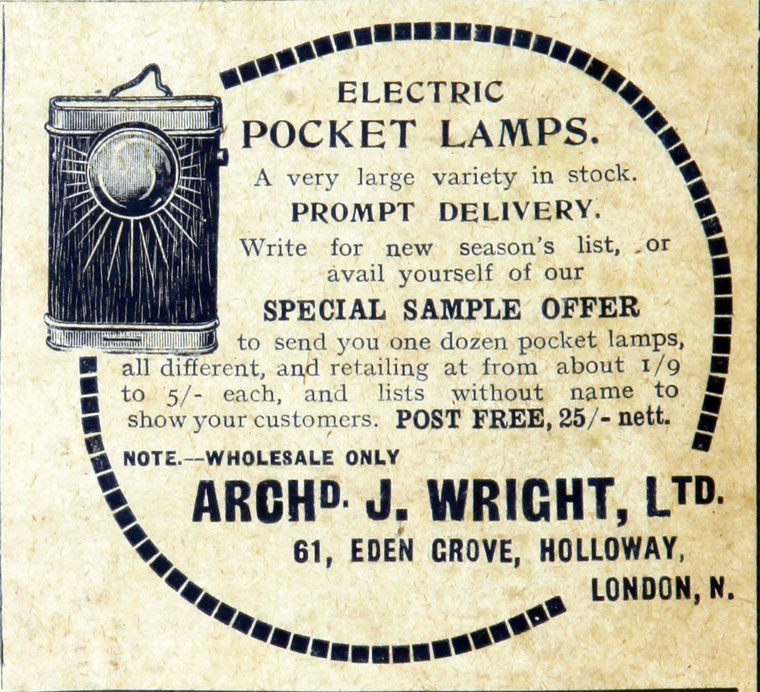 ELECTRIC
POCKET LAMPS.
A very large variety in stock.
PROMPT DELIVERY.
Write for new season's list, or
avail yourself of our
SPECIAL SAMPLE OFFER
to send you one dozen pocket lamps,
all different, and retailing at from about 1/9
to 5/- each, and lists without name to
show your customers. POST FREE, 25/- nett.
NOTE.—WHOLESALE ONLY
ARCHD. J. WRIGHT, LTD.
61, EDEN GROVE, HOLLOWAY,
LONDON, N.